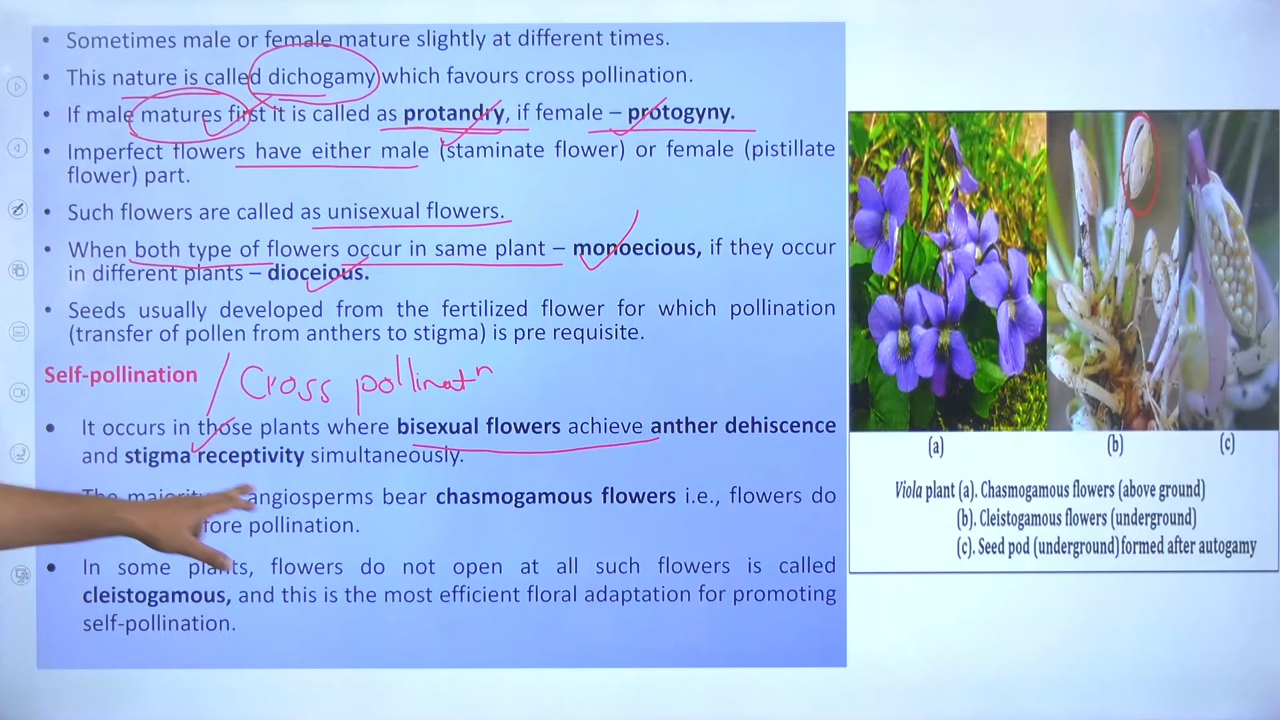 • Sometimes male or female mature slightly at different times.
• This nature is called dichogamy which favours cross pollination.
• If male matures first it is called as protandry, if female – protogyny.
• Imperfect flowers have either male (staminate flower) or female (pistillate
flower) part.
• Such flowers are called as unisexual flowers.
• When both type of flowers occur in same plant – monoecious, if they occur
in different plants – dioceious.
• Seeds usually developed from the fertilized flower for which pollination
(transfer of pollen from anthers to stigma) is pre requisite.
Self-pollination / Cross pollinatn
• It occurs in those plants where bisexual flowers achieve anther dehiscence
and stigma receptivity simultaneously.
The angiosperms bear chasmogamous flowers i.e., flowers do
pollination.
• In some plants, flowers do not open at all such flowers is called
cleistogamous, and this is the most efficient floral adaptation for promoting
self-pollination.
(a) (b) (c)
Viola plant (a). Chasmogamous flowers (above ground)
(b). Cleistogamous flowers (underground)
(c). Seed pod (underground)formed after autogamy